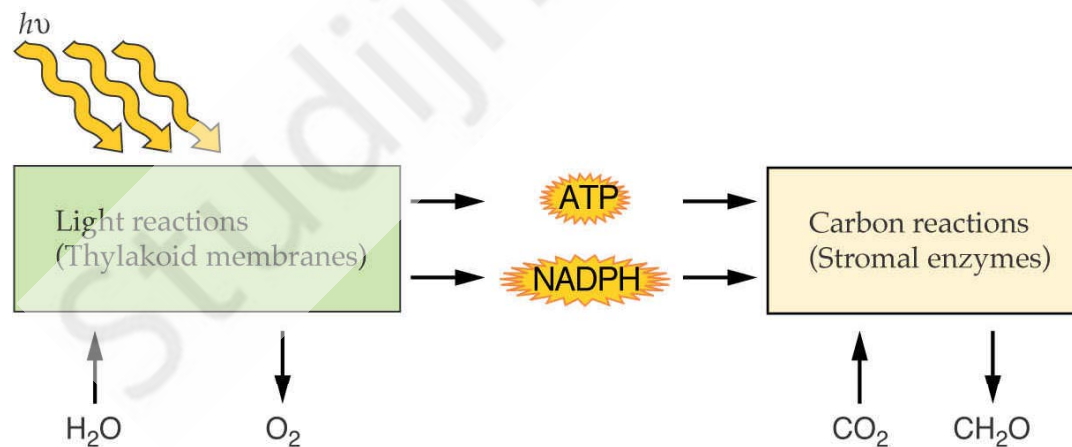 hυ
Light reactions
(Thylakoid membranes)
ATP
NADPH
Carbon reactions
(Stromal enzymes)
H₂O
O₂
CO₂
CH₂O